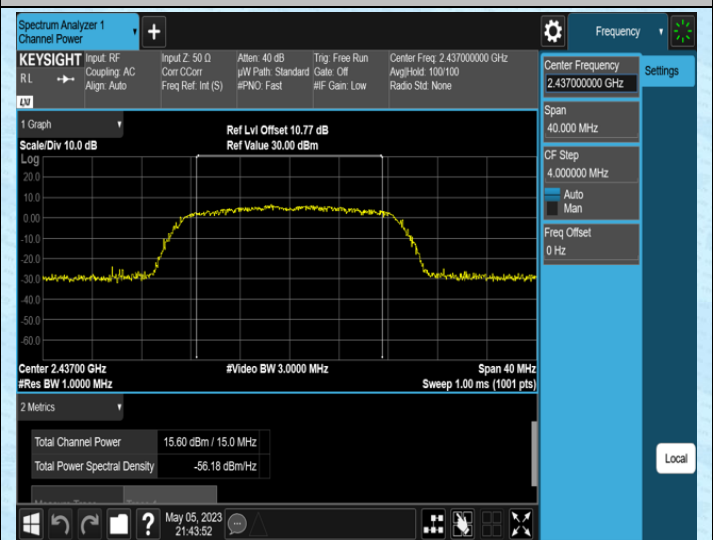 Spectrum Analyzer 1
Channel Power
+
Frequency
KEYSIGHT
RL
LXI
Input: RF
Coupling: AC
Align: Auto
Input Z: 50 Ω
Corr CCorr
Freq Ref: Int (S)
Atten: 40 dB
µW Path: Standard
#PNO: Fast
Trig: Free Run
Gate: Off
#IF Gain: Low
Center Freq: 2.437000000 GHz
Avg|Hold: 100/100
Radio Std: None
Center Frequency
2.437000000 GHz
Settings
Span
40.000 MHz
CF Step
4.000000 MHz
Auto
Man
Freq Offset
0 Hz
1 Graph
Scale/Div 10.0 dB
Ref Lvl Offset 10.77 dB
Ref Value 30.00 dBm
Log
20.0
10.0
0.00
-10.0
-20.0
-30.0
-40.0
-50.0
-60.0
Center 2.43700 GHz
#Video BW 3.0000 MHz
Span 40 MHz
#Res BW 1.0000 MHz
Sweep 1.00 ms (1001 pts)
2 Metrics
Total Channel Power 15.60 dBm / 15.0 MHz
Total Power Spectral Density -56.18 dBm/Hz
Local
?
May 05, 2023
21:43:52